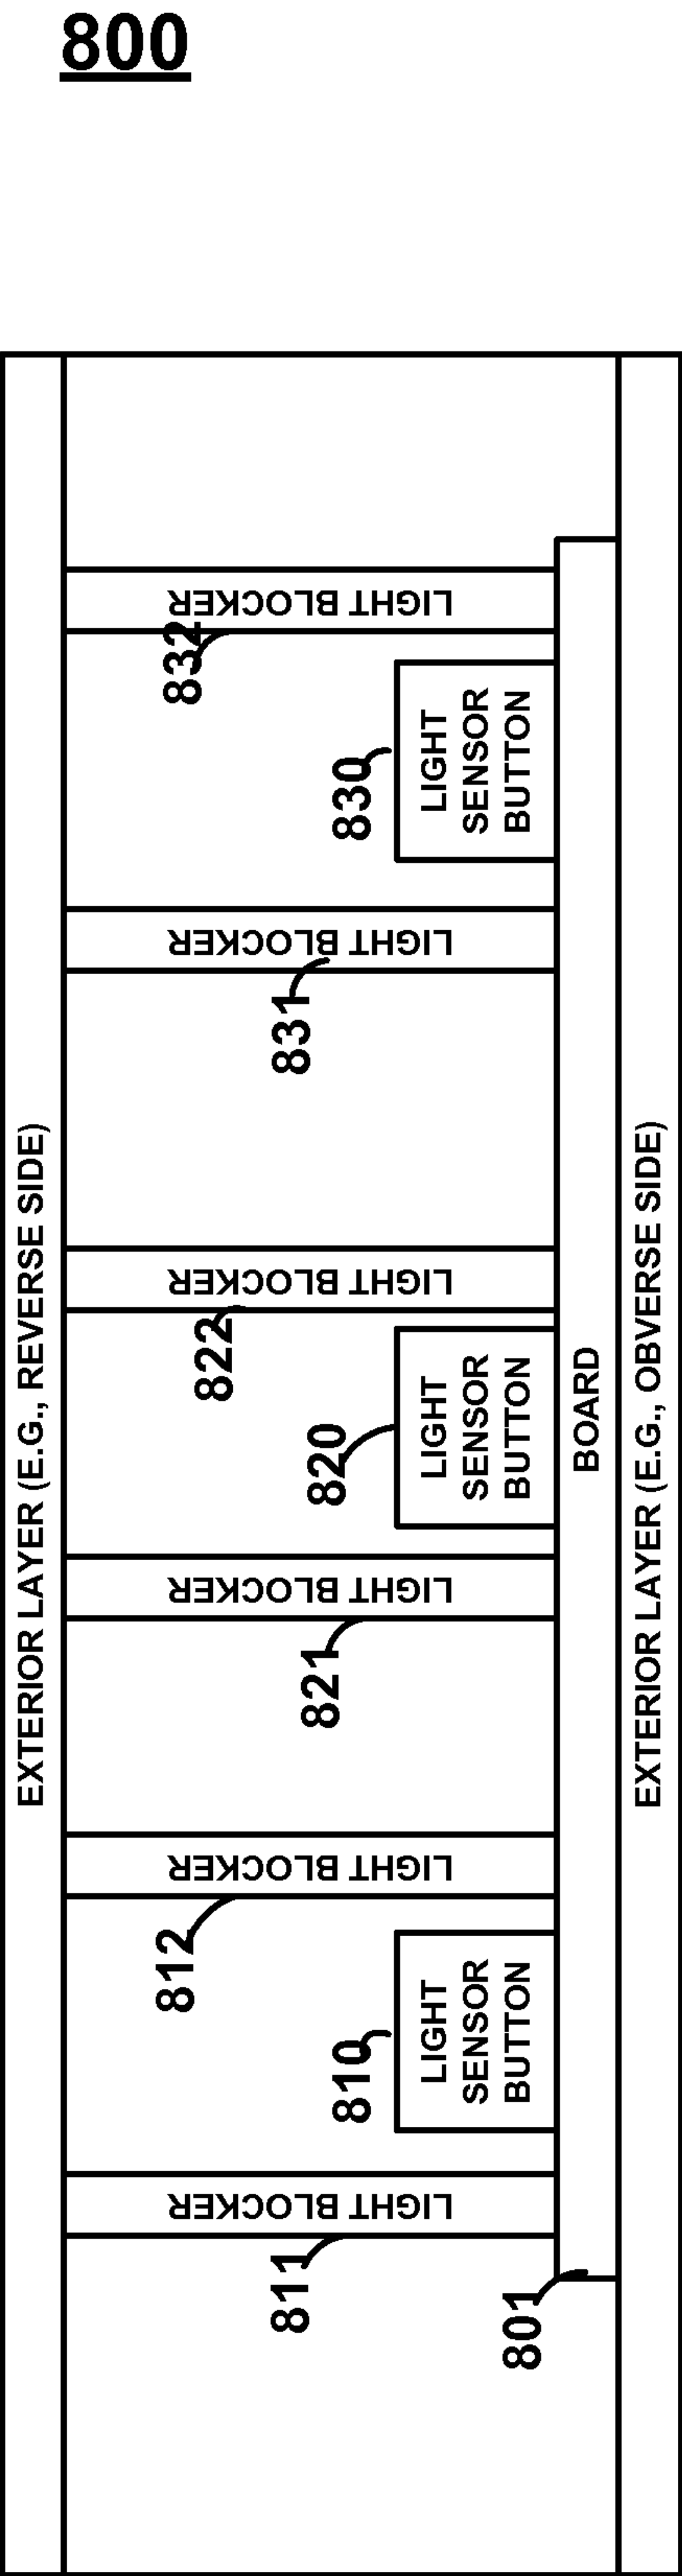 800
EXTERIOR LAYER (E.G., REVERSE SIDE)
811
LIGHT BLOCKER
810
LIGHT
SENSOR
BUTTON
812
LIGHT BLOCKER
821
LIGHT BLOCKER
820
LIGHT
SENSOR
BUTTON
822
LIGHT BLOCKER
831
LIGHT BLOCKER
830
LIGHT
SENSOR
BUTTON
832
LIGHT BLOCKER
801
BOARD
EXTERIOR LAYER (E.G., OBVERSE SIDE)